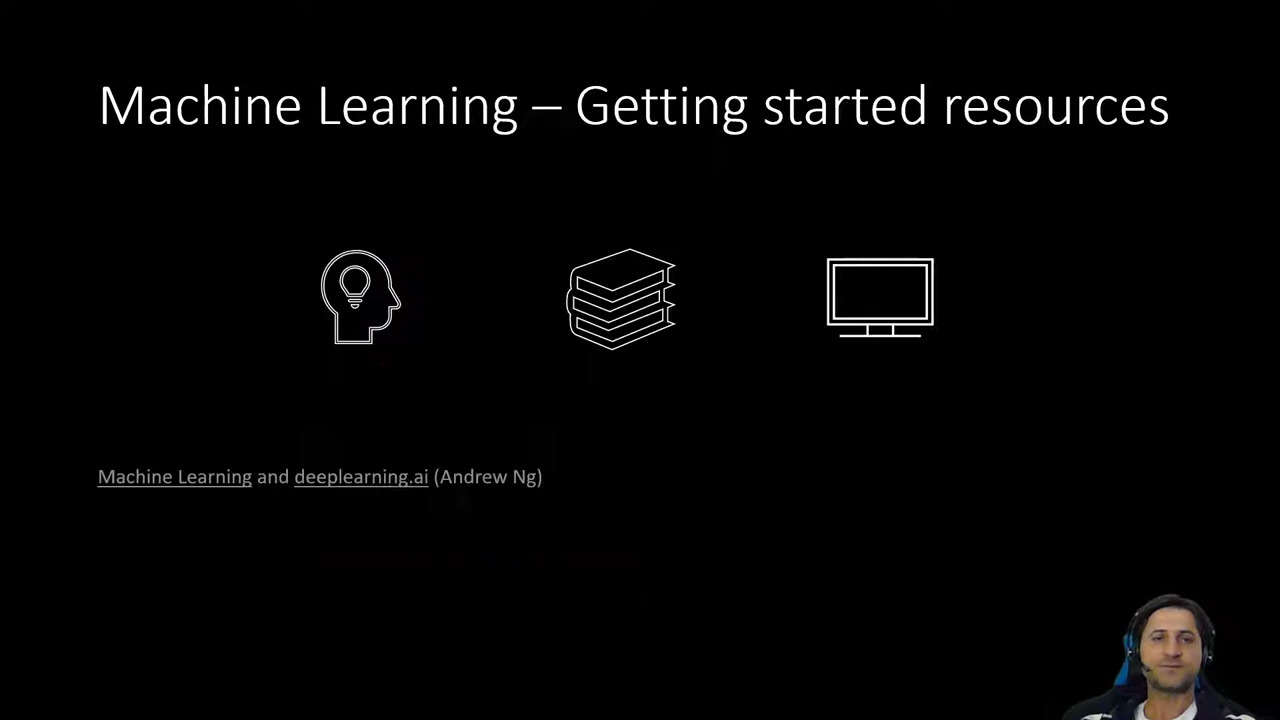 Machine Learning – Getting started resources
Machine Learning and deeplearning.ai (Andrew Ng)